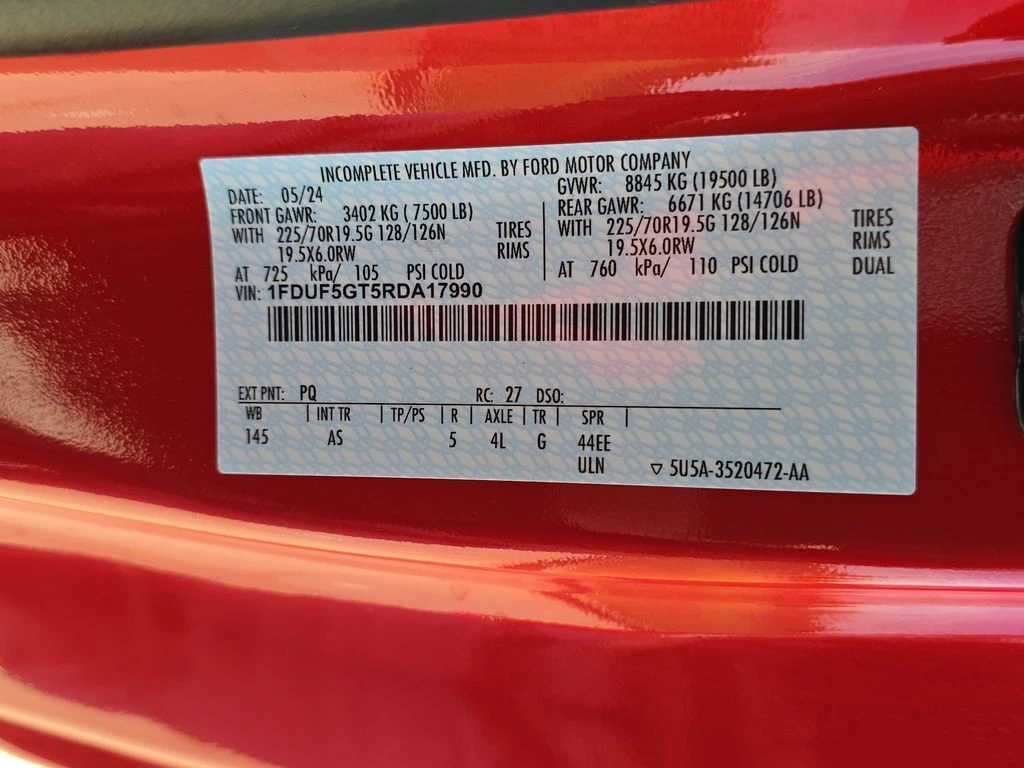 INCOMPLETE VEHICLE MFD. BY FORD MOTOR COMPANY
DATE: 05/24 GVWR: 8845 KG (19500 LB)
FRONT GAWR: 3402 KG ( 7500 LB) REAR GAWR: 6671 KG (14706 LB)
WITH 225/70R19.5G 128/126N TIRES WITH 225/70R19.5G 128/126N TIRES
19.5X6.0RW RIMS 19.5X6.0RW RIMS
AT 725 kPa/ 105 PSI COLD AT 760 kPa/ 110 PSI COLD DUAL
VIN: 1FDUF5GT5RDA17990
EXT PNT: PQ RC: 27 DSO:
WB | INT TR | TP/PS | R | AXLE | TR | SPR |
145 AS 5 4L G 44EE
ULN ▽ 5U5A-3520472-AA